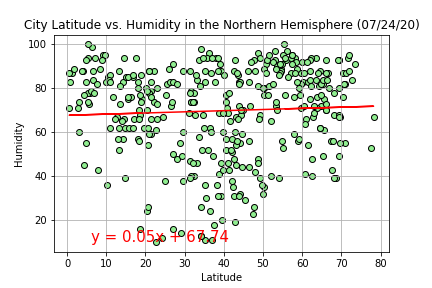 City Latitude vs. Humidity in the Northern Hemisphere (07/24/20)
100
80
60
40
20
Humidity
y = 0.05x + 67.74
0 10 20 30 40 50 60 70 80
Latitude